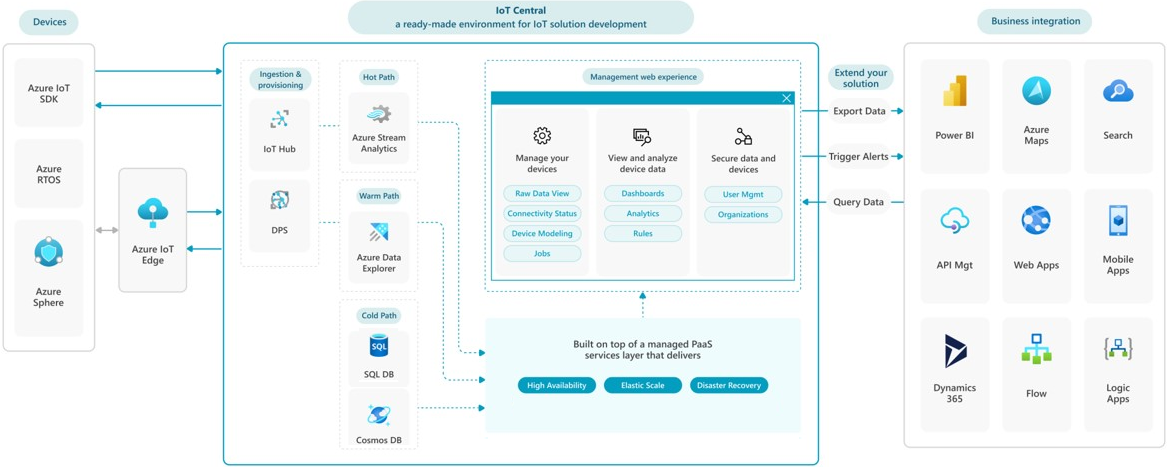 Devices
IoT Central
a ready-made environment for IoT solution development
Business integration
Azure IoT
SDK
Azure
RTOS
Azure
Sphere
Azure IoT
Edge
Ingestion &
provisioning
IoT Hub
DPS
Hot Path
Azure Stream
Analytics
Warm Path
Azure Data
Explorer
Cold Path
SQL
SQL DB
Cosmos DB
Management web experience
Manage your
devices
Raw Data View
Connectivity Status
Device Modeling
Jobs
View and analyze
device data
Dashboards
Analytics
Rules
Secure data and
devices
User Mgmt
Organizations
Built on top of a managed PaaS
services layer that delivers
High Availability
Elastic Scale
Disaster Recovery
Extend your
solution
Export Data
Trigger Alerts
Query Data
Power BI
Azure
Maps
Search
API Mgt
Web Apps
Mobile
Apps
Dynamics
365
Flow
Logic
Apps